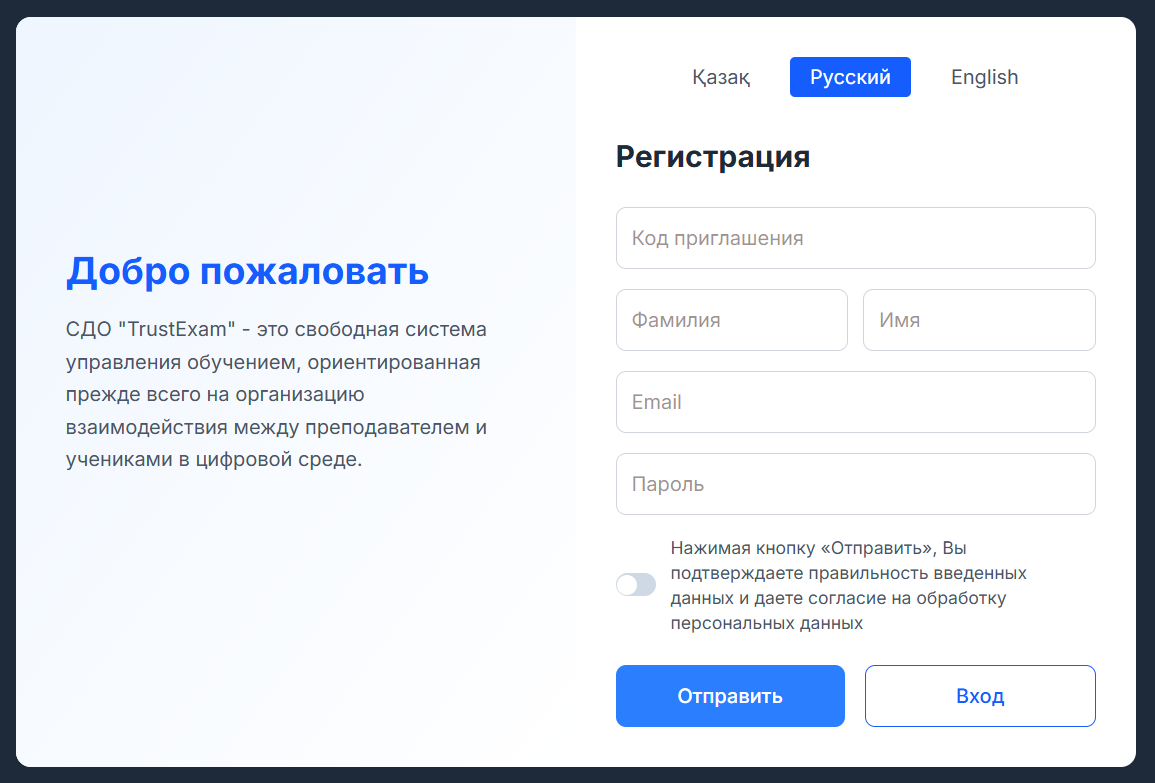 Добро пожаловать
СДО "TrustExam" - это свободная система
управления обучением, ориентированная
прежде всего на организацию
взаимодействия между преподавателем и
учениками в цифровой среде.
Қазақ
Русский
English
Регистрация
Код приглашения
Фамилия
Имя
Email
Пароль
Нажимая кнопку «Отправить», Вы
подтверждаете правильность введенных
данных и даете согласие на обработку
персональных данных
Отправить
Вход